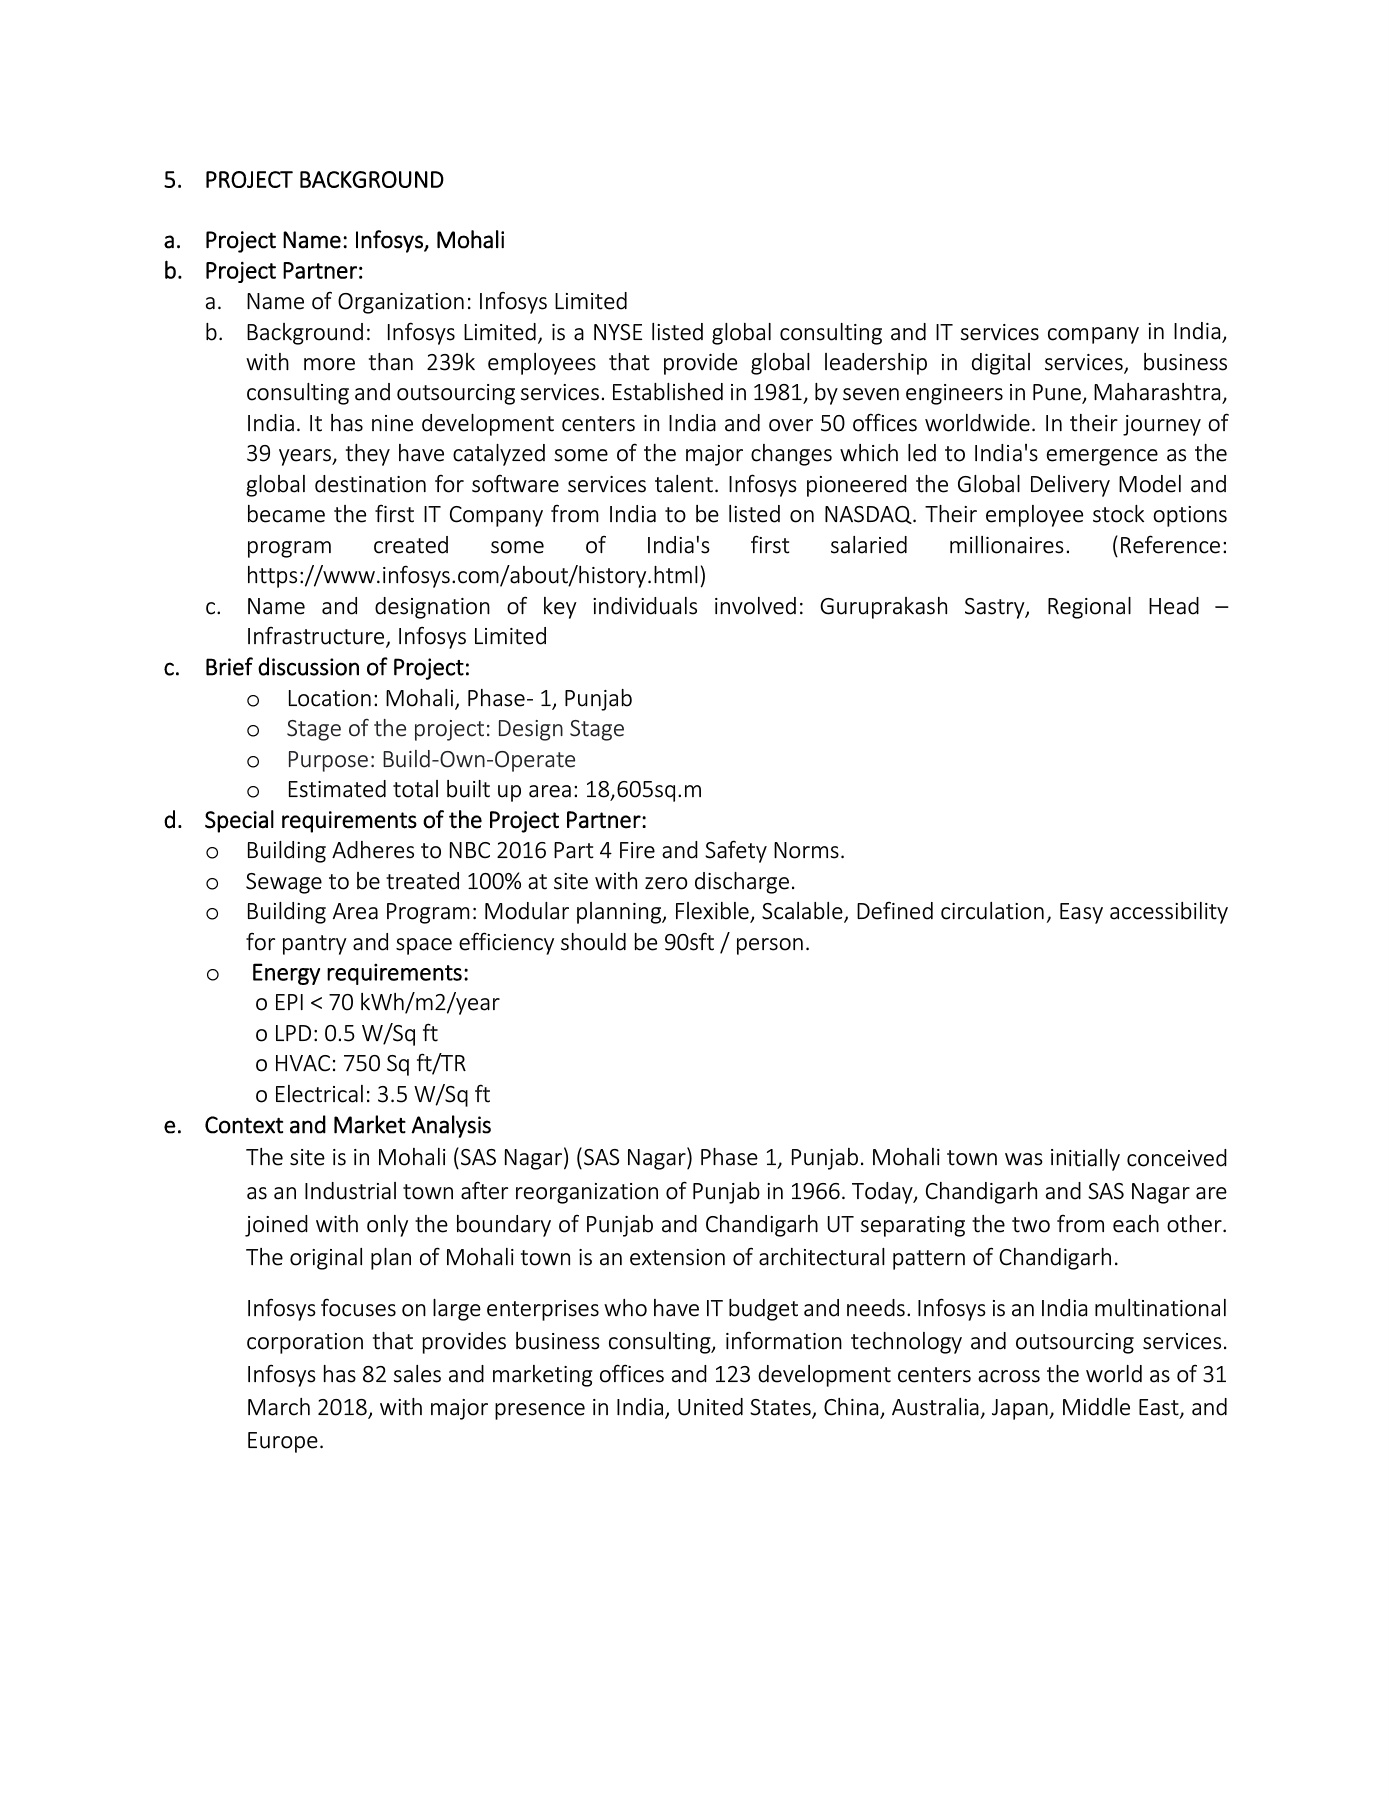 5. PROJECT BACKGROUND
a. Project Name: Infosys, Mohali
b. Project Partner:
a. Name of Organization: Infosys Limited
b. Background: Infosys Limited, is a NYSE listed global consulting and IT services company in India,
with more than 239k employees that provide global leadership in digital services, business
consulting and outsourcing services. Established in 1981, by seven engineers in Pune, Maharashtra,
India. It has nine development centers in India and over 50 offices worldwide. In their journey of
39 years, they have catalyzed some of the major changes which led to India's emergence as the
global destination for software services talent. Infosys pioneered the Global Delivery Model and
became the first IT Company from India to be listed on NASDAQ. Their employee stock options
program created some of India's first salaried millionaires. (Reference:
https://www.infosys.com/about/history.html)
c. Name and designation of key individuals involved: Guruprakash Sastry, Regional Head –
Infrastructure, Infosys Limited
c. Brief discussion of Project:
o Location: Mohali, Phase- 1, Punjab
o Stage of the project: Design Stage
o Purpose: Build-Own-Operate
o Estimated total built up area: 18,605sq.m
d. Special requirements of the Project Partner:
o Building Adheres to NBC 2016 Part 4 Fire and Safety Norms.
o Sewage to be treated 100% at site with zero discharge.
o Building Area Program: Modular planning, Flexible, Scalable, Defined circulation, Easy accessibility
for pantry and space efficiency should be 90sft / person.
o Energy requirements:
o EPI < 70 kWh/m2/year
o LPD: 0.5 W/Sq ft
o HVAC: 750 Sq ft/TR
o Electrical: 3.5 W/Sq ft
e. Context and Market Analysis
The site is in Mohali (SAS Nagar) (SAS Nagar) Phase 1, Punjab. Mohali town was initially conceived
as an Industrial town after reorganization of Punjab in 1966. Today, Chandigarh and SAS Nagar are
joined with only the boundary of Punjab and Chandigarh UT separating the two from each other.
The original plan of Mohali town is an extension of architectural pattern of Chandigarh.
Infosys focuses on large enterprises who have IT budget and needs. Infosys is an India multinational
corporation that provides business consulting, information technology and outsourcing services.
Infosys has 82 sales and marketing offices and 123 development centers across the world as of 31
March 2018, with major presence in India, United States, China, Australia, Japan, Middle East, and
Europe.